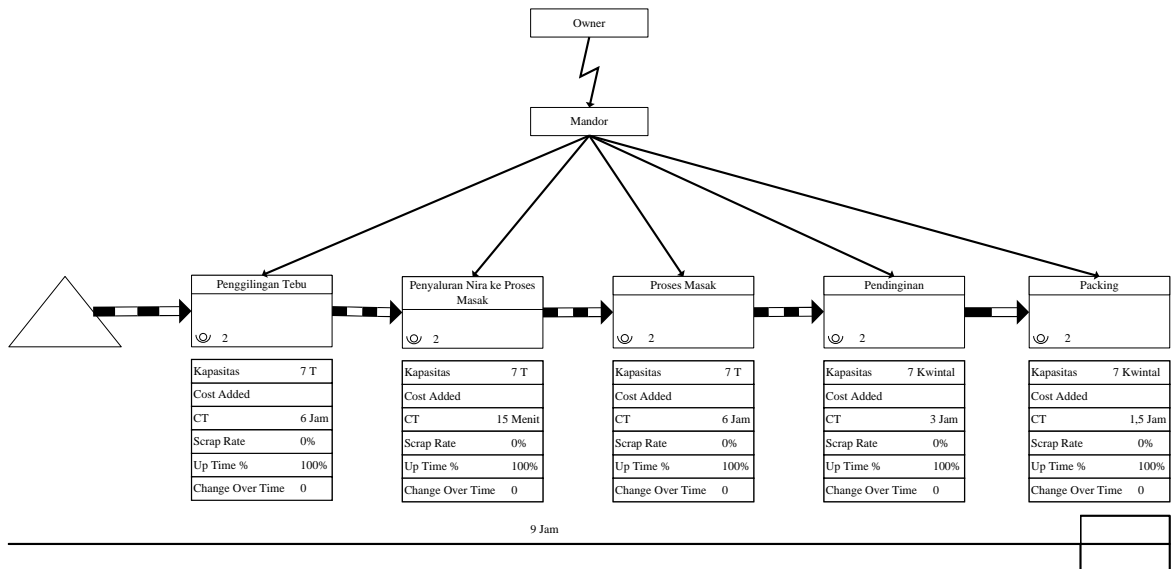 Owner
Mandor
Penggilingan Tebu
2
Penyaluran Nira ke Proses
Masak
2
Proses Masak
2
Pendinginan
2
Packing
2
Kapasitas 7 T
Cost Added
CT 6 Jam
Scrap Rate 0%
Up Time % 100%
Change Over Time 0
Kapasitas 7 T
Cost Added
CT 15 Menit
Scrap Rate 0%
Up Time % 100%
Change Over Time 0
Kapasitas 7 T
Cost Added
CT 6 Jam
Scrap Rate 0%
Up Time % 100%
Change Over Time 0
Kapasitas 7 Kwintal
Cost Added
CT 3 Jam
Scrap Rate 0%
Up Time % 100%
Change Over Time 0
Kapasitas 7 Kwintal
Cost Added
CT 1,5 Jam
Scrap Rate 0%
Up Time % 100%
Change Over Time 0
9 Jam